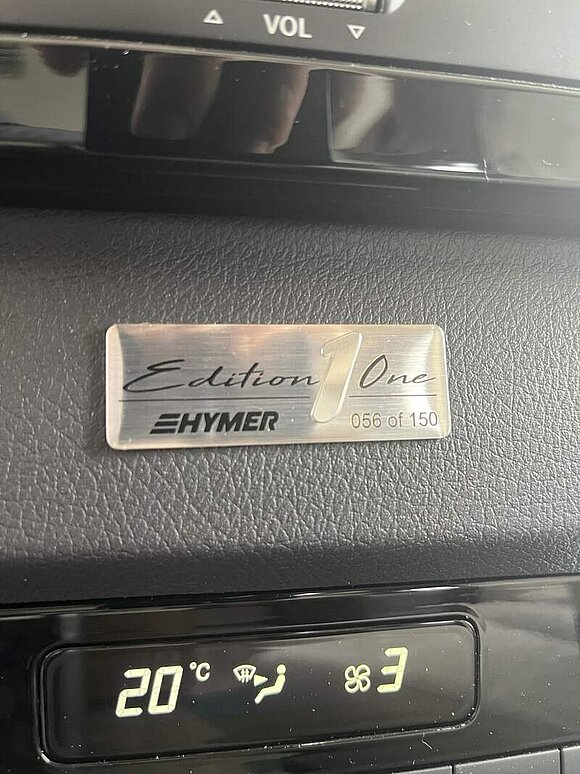 VOL
Edition 1 One
HYMER 056 of 150
20 °C 3